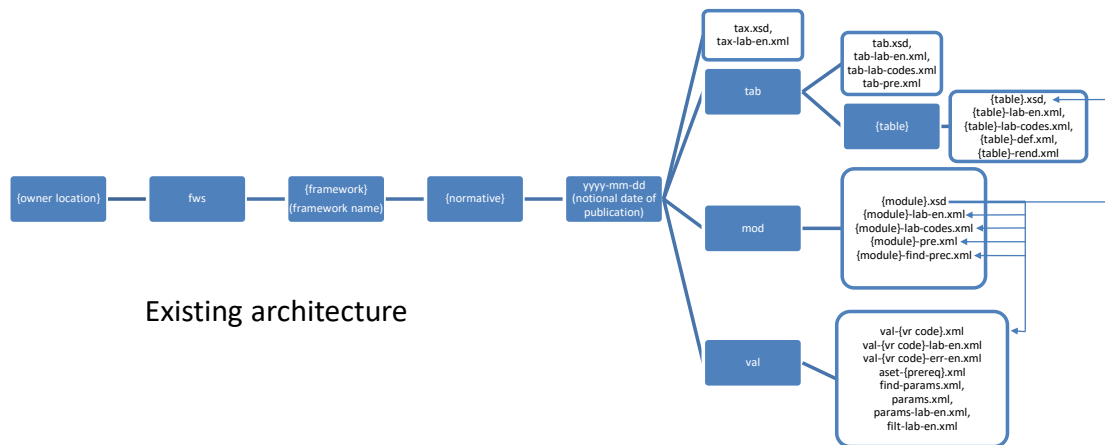 tax.xsd,
tax-lab-en.xml
tab
tab.xsd,
tab-lab-en.xml,
tab-lab-codes.xml
tab-pre.xml
{table}
{table}.xsd,
{table}-lab-en.xml,
{table}-lab-codes.xml,
{table}-def.xml,
{table}-rend.xml
{owner location}
fws
{framework}
(framework name)
{normative}
yyyy-mm-dd
(notional date of
publication)
mod
{module}.xsd
{module}-lab-en.xml
{module}-lab-codes.xml
{module}-pre.xml
{module}-find-prec.xml
Existing architecture
val
val-{vr code}.xml
val-{vr code}-lab-en.xml
val-{vr code}-err-en.xml
aset-{prereq}.xml
find-params.xml,
params.xml,
params-lab-en.xml,
filt-lab-en.xml